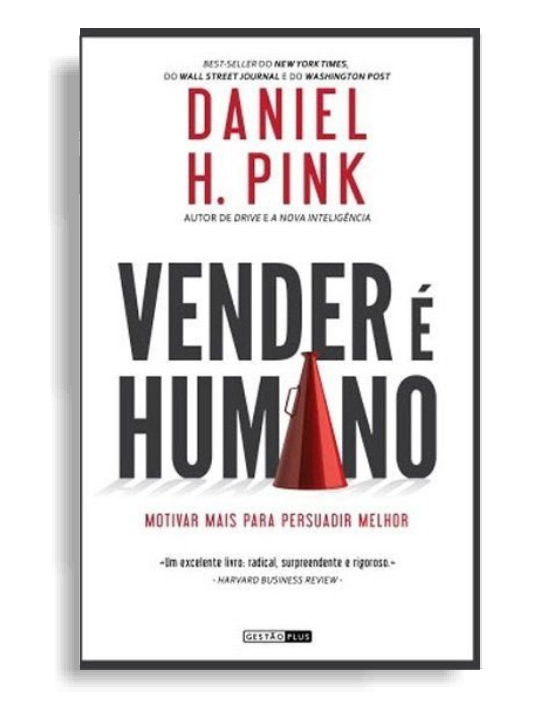 BEST-SELLER DO NEW YORK TIMES,
DO WALL STREET JOURNAL E DO WASHINGTON POST
DANIEL
H. PINK
AUTOR DE DRIVE E A NOVA INTELIGÊNCIA
VENDER É
HUMANO
MOTIVAR MAIS PARA PERSUADIR MELHOR
«Um excelente livro: radical, surpreendente e rigoroso.»
- HARVARD BUSINESS REVIEW -
GESTÃO PLUS